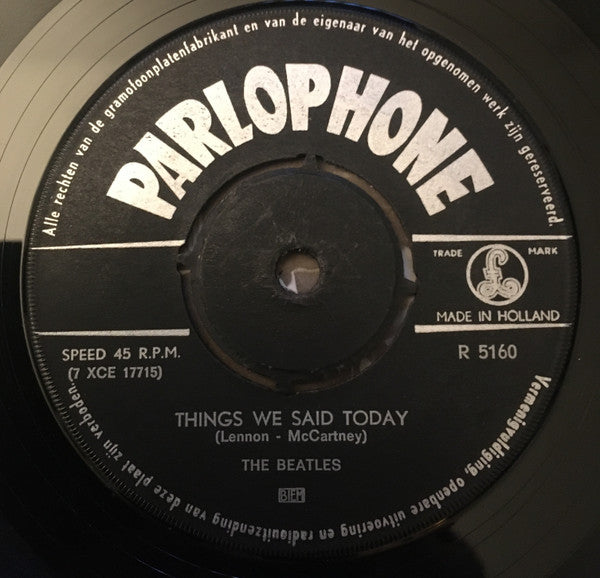 Alle rechten van de gramofoonplatenfabrikant en van de eigenaar van het opgenomen werk zijn gereserveerd.
PARLOPHONE
TRADE MARK
£
MADE IN HOLLAND
SPEED 45 R.P.M.
(7 XCE 17715)
R 5160
THINGS WE SAID TODAY
(Lennon - McCartney)
THE BEATLES
BIEM
Vermenigvuldiging, openbare uitvoering en radiouitzending van deze plaat zijn verboden.